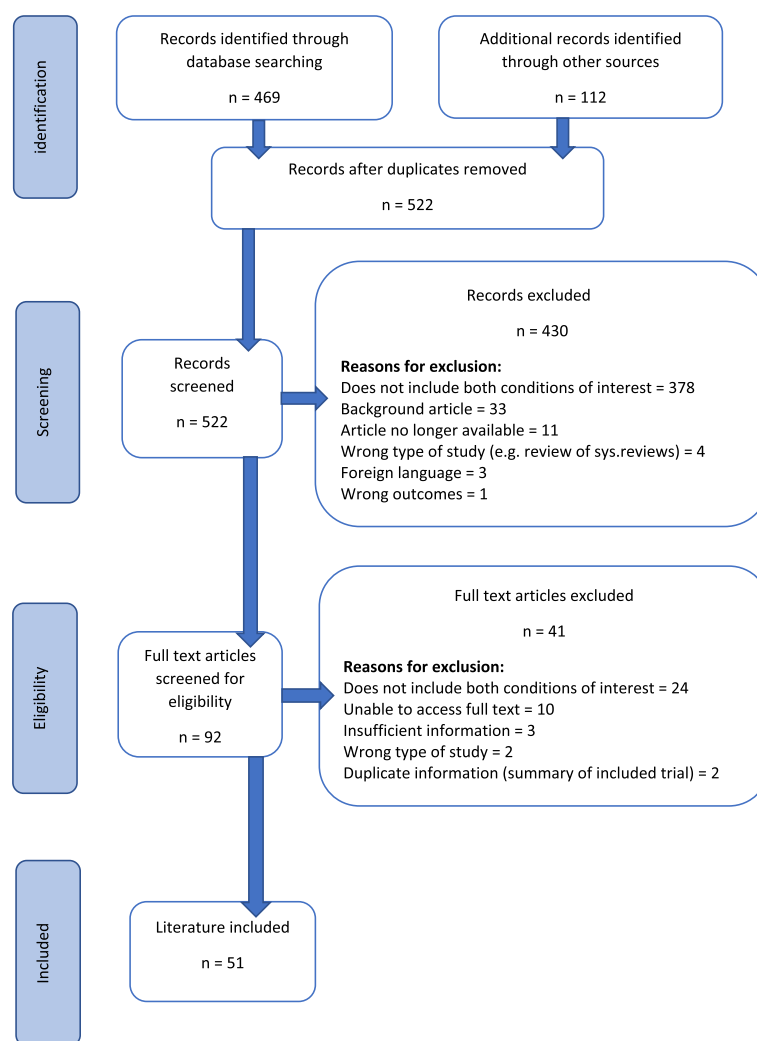 identification
Records identified through
database searching
n = 469
Additional records identified
through other sources
n = 112
Records after duplicates removed
n = 522
Screening
Records
screened
n = 522
Records excluded
n = 430
Reasons for exclusion:
Does not include both conditions of interest = 378
Background article = 33
Article no longer available = 11
Wrong type of study (e.g. review of sys.reviews) = 4
Foreign language = 3
Wrong outcomes = 1
Eligibility
Full text articles
screened for
eligibility
n = 92
Full text articles excluded
n = 41
Reasons for exclusion:
Does not include both conditions of interest = 24
Unable to access full text = 10
Insufficient information = 3
Wrong type of study = 2
Duplicate information (summary of included trial) = 2
Included
Literature included
n = 51